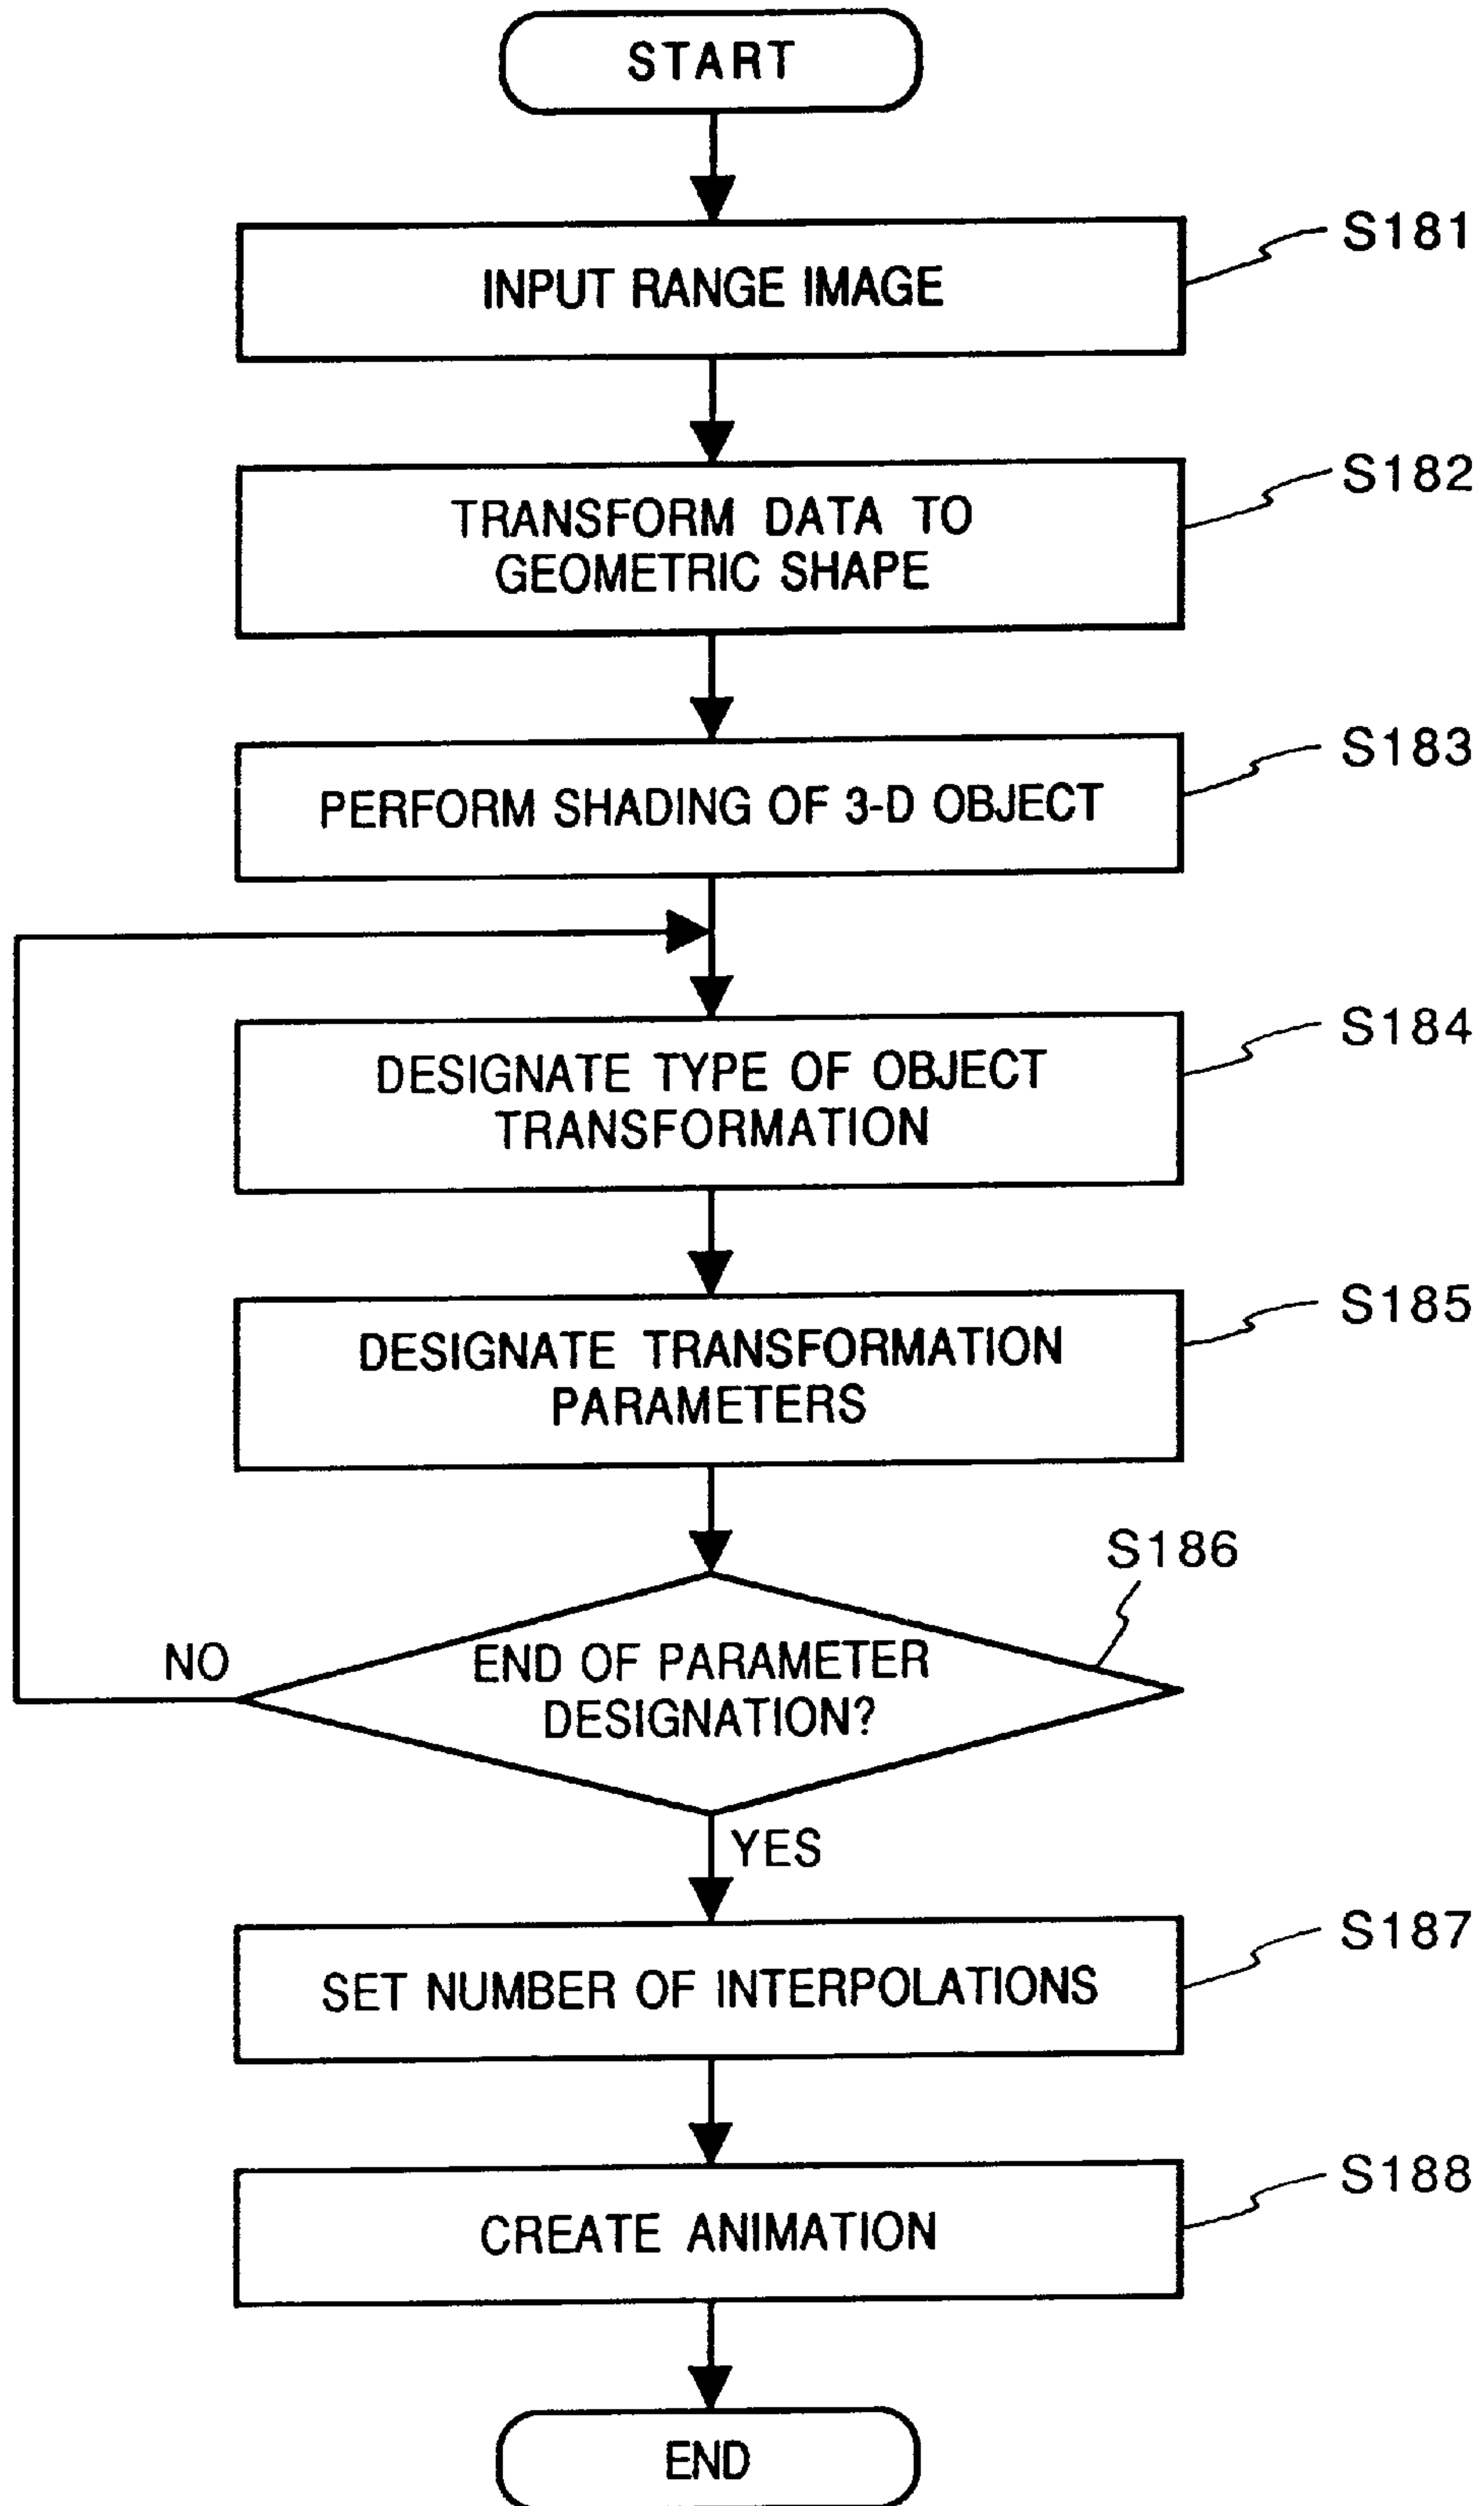 START
INPUT RANGE IMAGE
S181
TRANSFORM DATA TO
GEOMETRIC SHAPE
S182
PERFORM SHADING OF 3-D OBJECT
S183
DESIGNATE TYPE OF OBJECT
TRANSFORMATION
S184
DESIGNATE TRANSFORMATION
PARAMETERS
S185
S186
NO
END OF PARAMETER
DESIGNATION?
YES
SET NUMBER OF INTERPOLATIONS
S187
CREATE ANIMATION
S188
END